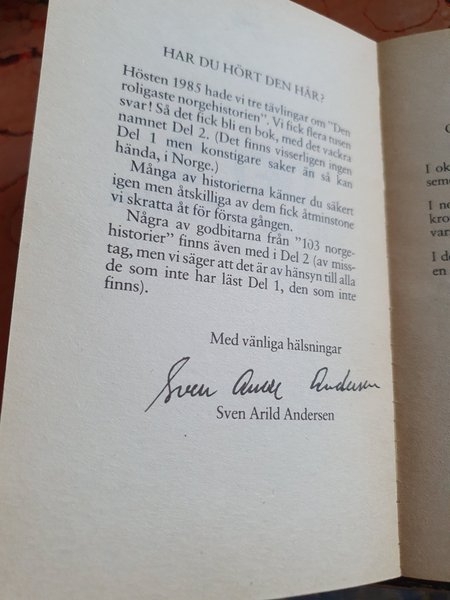 HAR DU HÖRT DEN HÄR?
Hösten 1985 hade vi tre tävlingar om "Den
roligaste norgehistorien". Vi fick flera tusen
svar! Så det fick bli en bok, med det vackra
namnet Del 2. (Det finns visserligen ingen
Del 1 men konstigare saker än så kan
hända, i Norge.)
Många av historierna känner du säkert
igen men åtskilliga av dem fick åtminstone
vi skratta åt för första gången.
Några av godbitarna från "103 norge-
historier" finns även med i Del 2 (av miss-
tag, men vi säger att det är av hänsyn till alla
de som inte har läst Del 1, den som inte
finns).
Med vänliga hälsningar
Sven Arild Andersen
Sven Arild Andersen
I ok
sem
I n
kro
var
I d
en